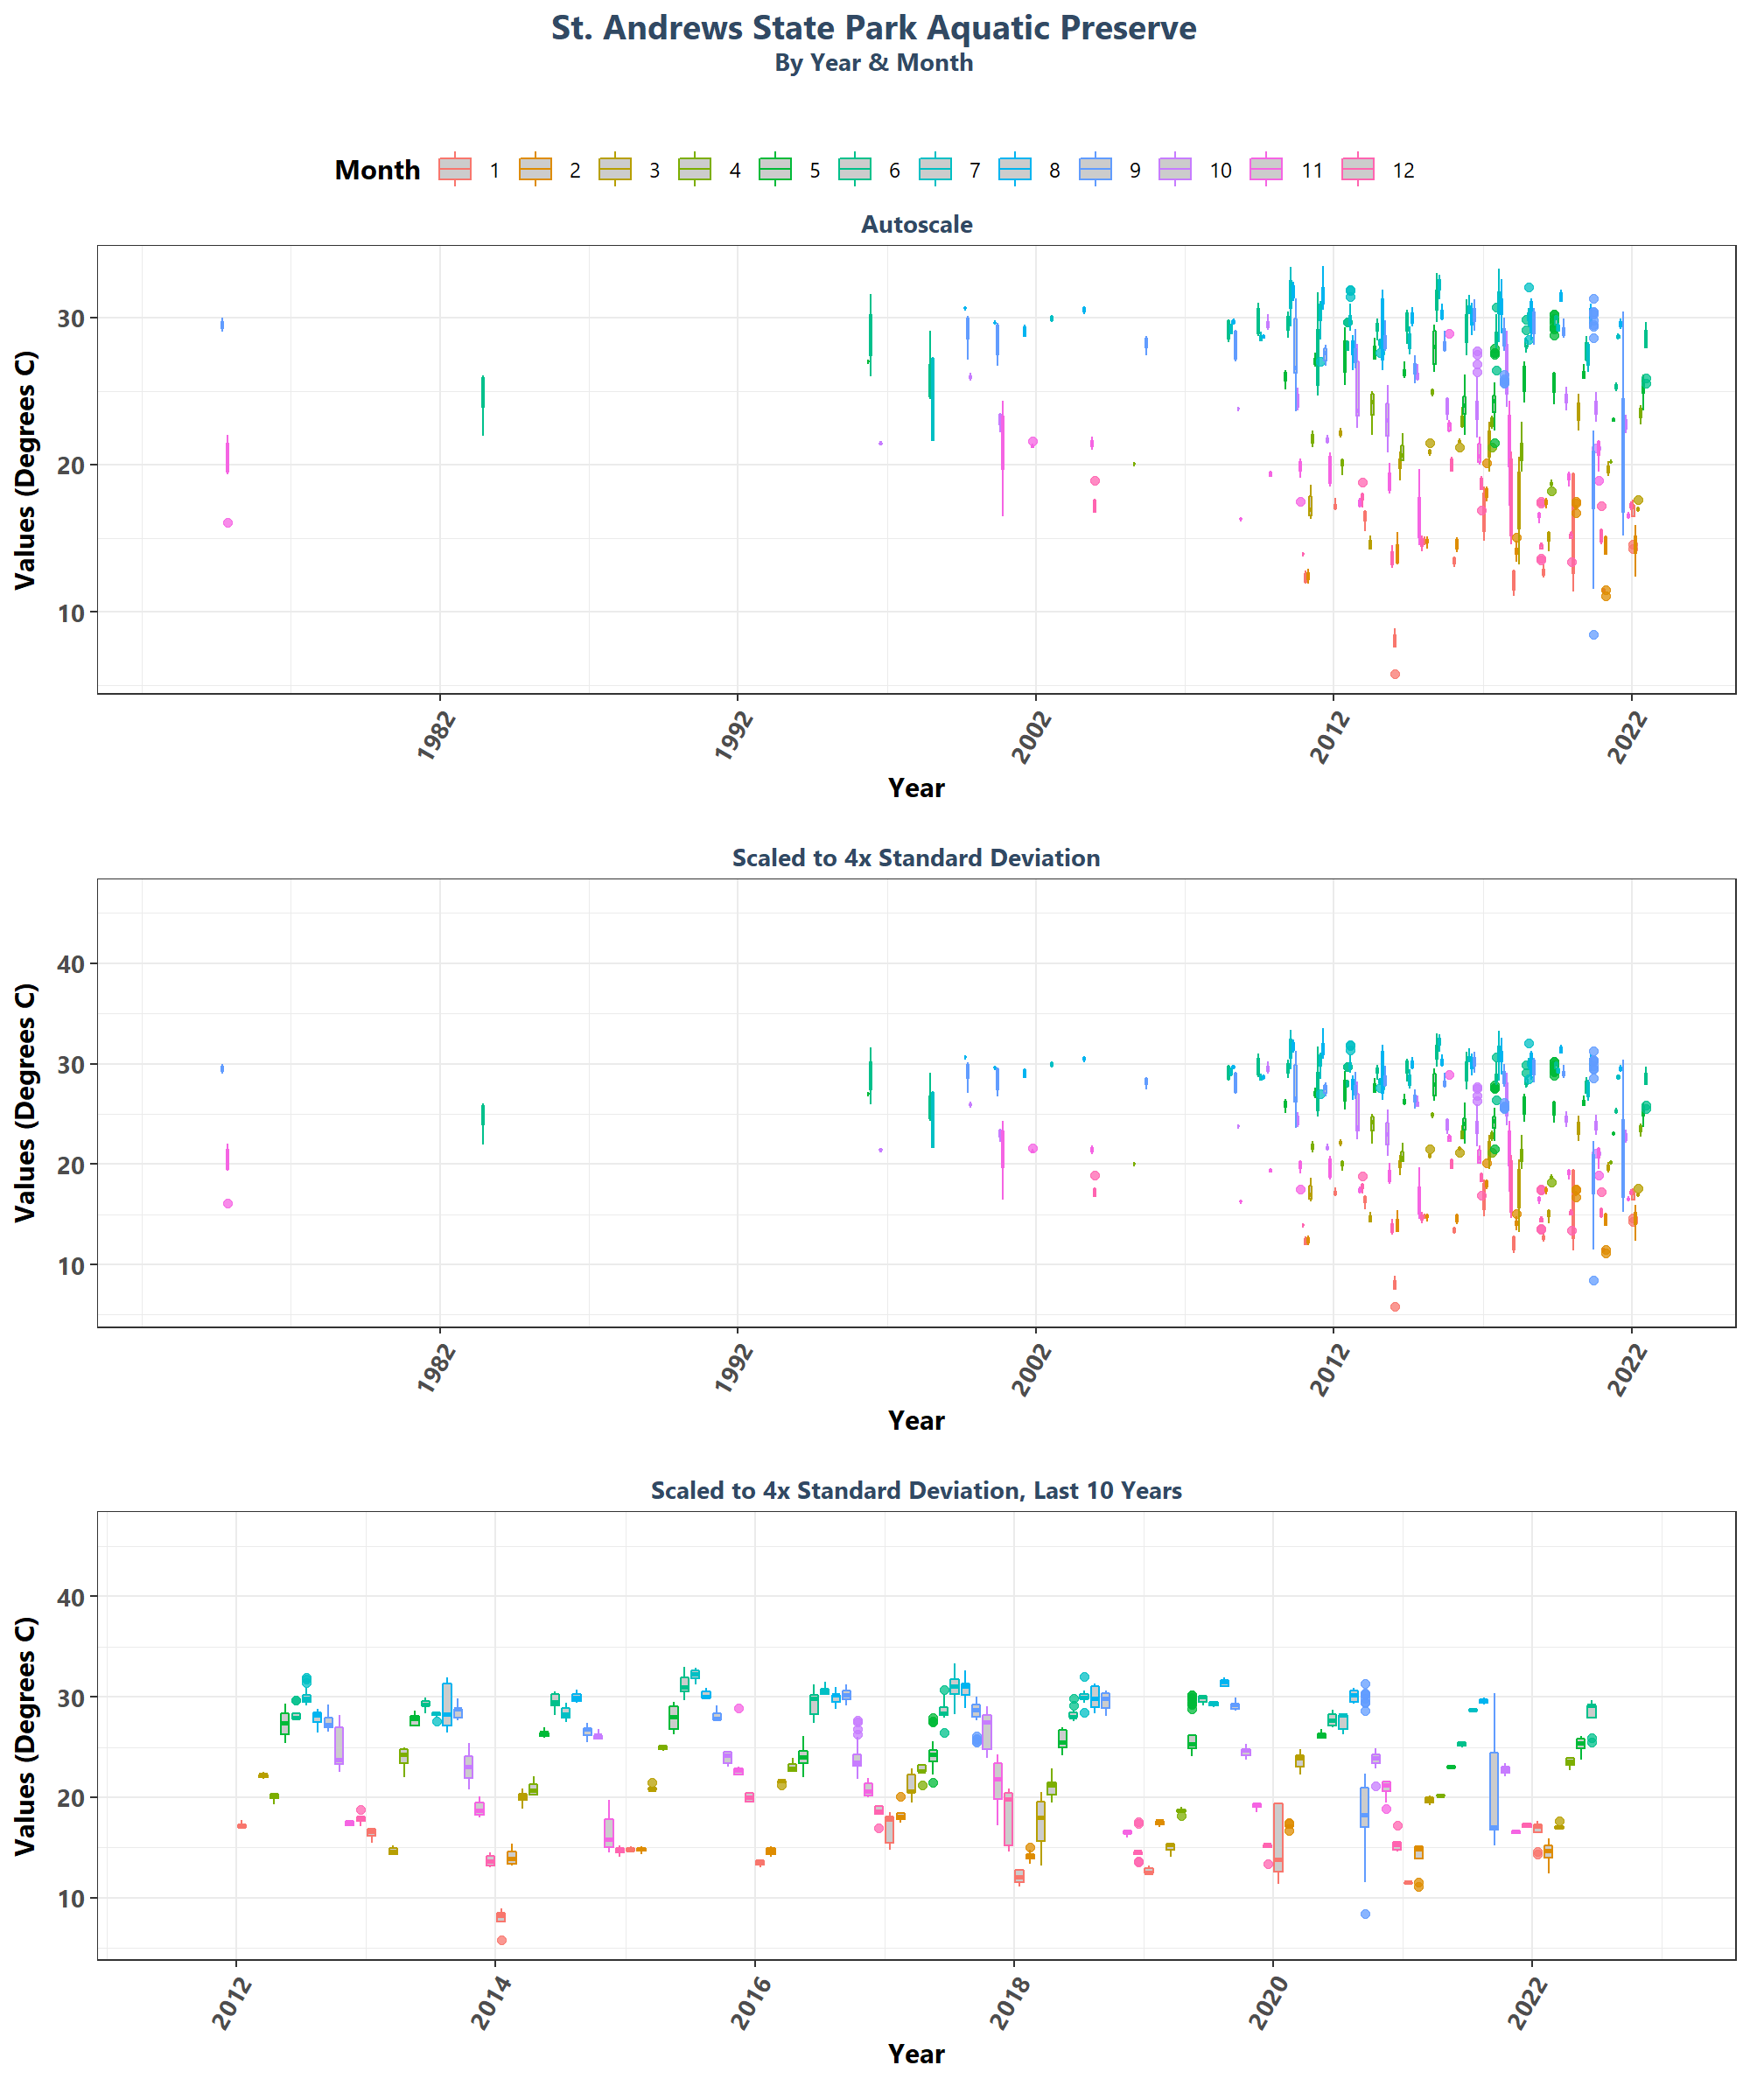 St. Andrews State Park Aquatic Preserve
By Year & Month
Month 1 2 3 4 5 6 7 8 9 10 11 12
Autoscale
Values (Degrees C)
30
20
10
1982 1992 2002 2012 2022
Year
Scaled to 4x Standard Deviation
Values (Degrees C)
40
30
20
10
1982 1992 2002 2012 2022
Year
Scaled to 4x Standard Deviation, Last 10 Years
Values (Degrees C)
40
30
20
10
2012 2014 2016 2018 2020 2022
Year